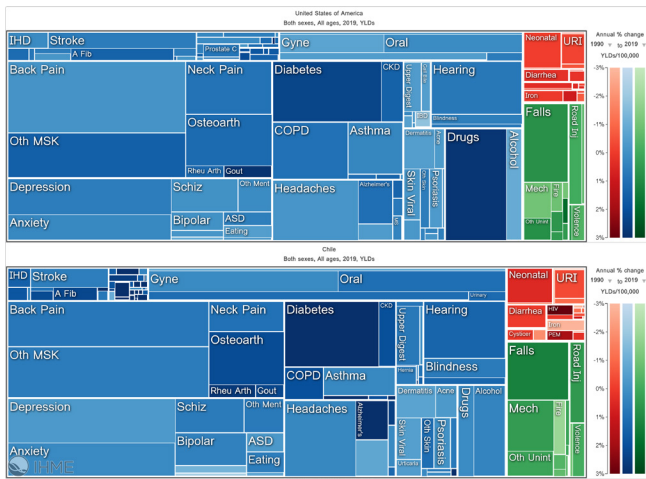 United States of America
Both sexes, All ages, 2019, YLDs
IHD
Stroke
A Fib
Prostate C
Gyne
Oral
Neonatal
URI
Back Pain
Neck Pain
Diabetes
CKD
Upper Digest
Hearing
Diarrhea
Blindness
Iron
Oth MSK
Osteoarth
COPD
Asthma
Dermatitis
Acne
Drugs
Alcohol
Falls
Road Inj
Rheu Arth
Gout
Depression
Schiz
Oth Ment
Headaches
Alzheimer's
Skin Viral
Oth Skin
Psoriasis
Mech
Fire
Anxiety
Bipolar
ASD
Eating
Oth Unint
Violence
Annual % change
1990 to 2019
YLDs/100,000
-3%
-2%
-1%
0%
1%
2%
3%
Chile
Both sexes, All ages, 2019, YLDs
IHD
Stroke
A Fib
Gyne
Oral
Urinary
Neonatal
URI
Back Pain
Neck Pain
Diabetes
CKD
Upper Digest
Hearing
Diarrhea
HIV
Iron
Cysticer
PEM
Oth MSK
Osteoarth
COPD
Asthma
Hernia
Blindness
Falls
Road Inj
Rheu Arth
Gout
Depression
Schiz
Oth Ment
Headaches
Alzheimer's
Dermatitis
Acne
Drugs
Alcohol
Mech
Fire
Anxiety
Bipolar
ASD
Eating
Skin Viral
Oth Skin
Psoriasis
Urticaria
Oth Unint
Violence
IHME
Annual % change
1990 to 2019
YLDs/100,000
-3%
-2%
-1%
0%
1%
2%
3%